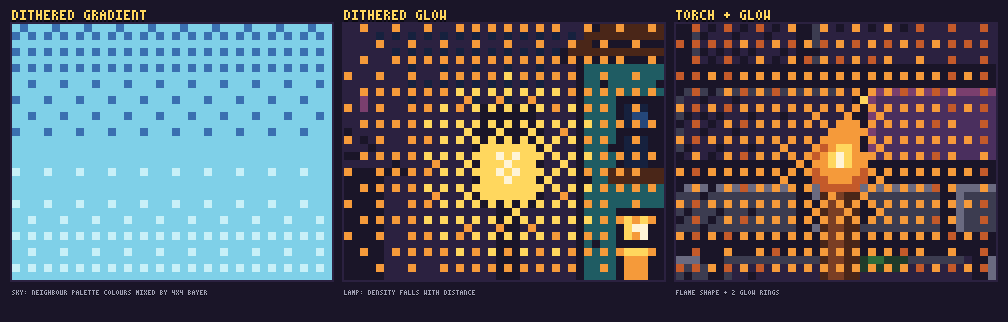 DITHERED GRADIENT
DITHERED GLOW
TORCH + GLOW
SKY: NEIGHBOUR PALETTE COLOURS MIXED BY 4X4 BAYER
LAMP: DENSITY FALLS WITH DISTANCE
FLAME SHAPE + 2 GLOW RINGS